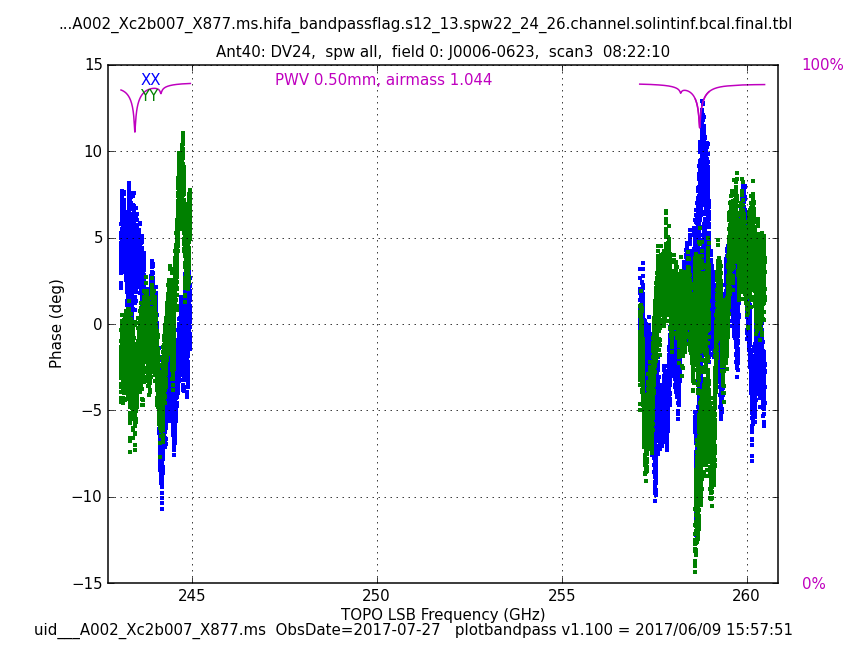 ...A002_Xc2b007_X877.ms.hifa_bandpassflag.s12_13.spw22_24_26.channel.solintinf.bcal.final.tbl
Ant40: DV24,  spw all,  field 0: J0006-0623,  scan3  08:22:10
15
100%
XX
PWV 0.50mm, airmass 1.044
YY
10
5
Phase (deg)
0
−5
−10
−15
0%
245
250
255
260
TOPO LSB Frequency (GHz)
uid___A002_Xc2b007_X877.ms  ObsDate=2017-07-27   plotbandpass v1.100 = 2017/06/09 15:57:51